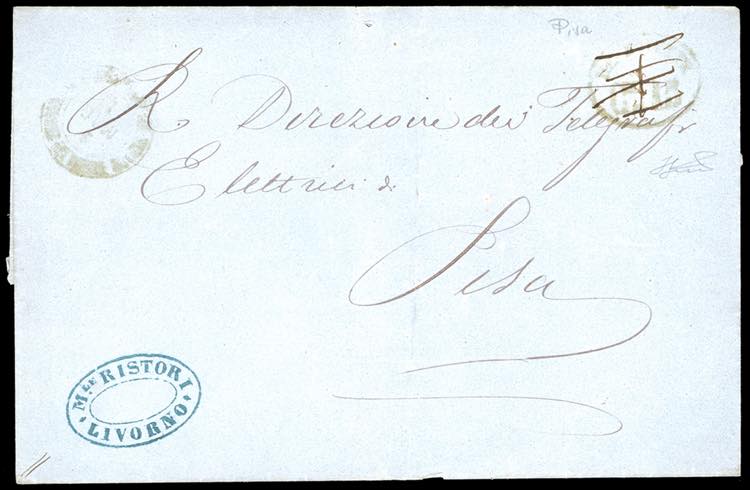 Pisa
R. Direzione dei Telegrafi
Elettrici di
Pisa
M.LE RISTORI
LIVORNO